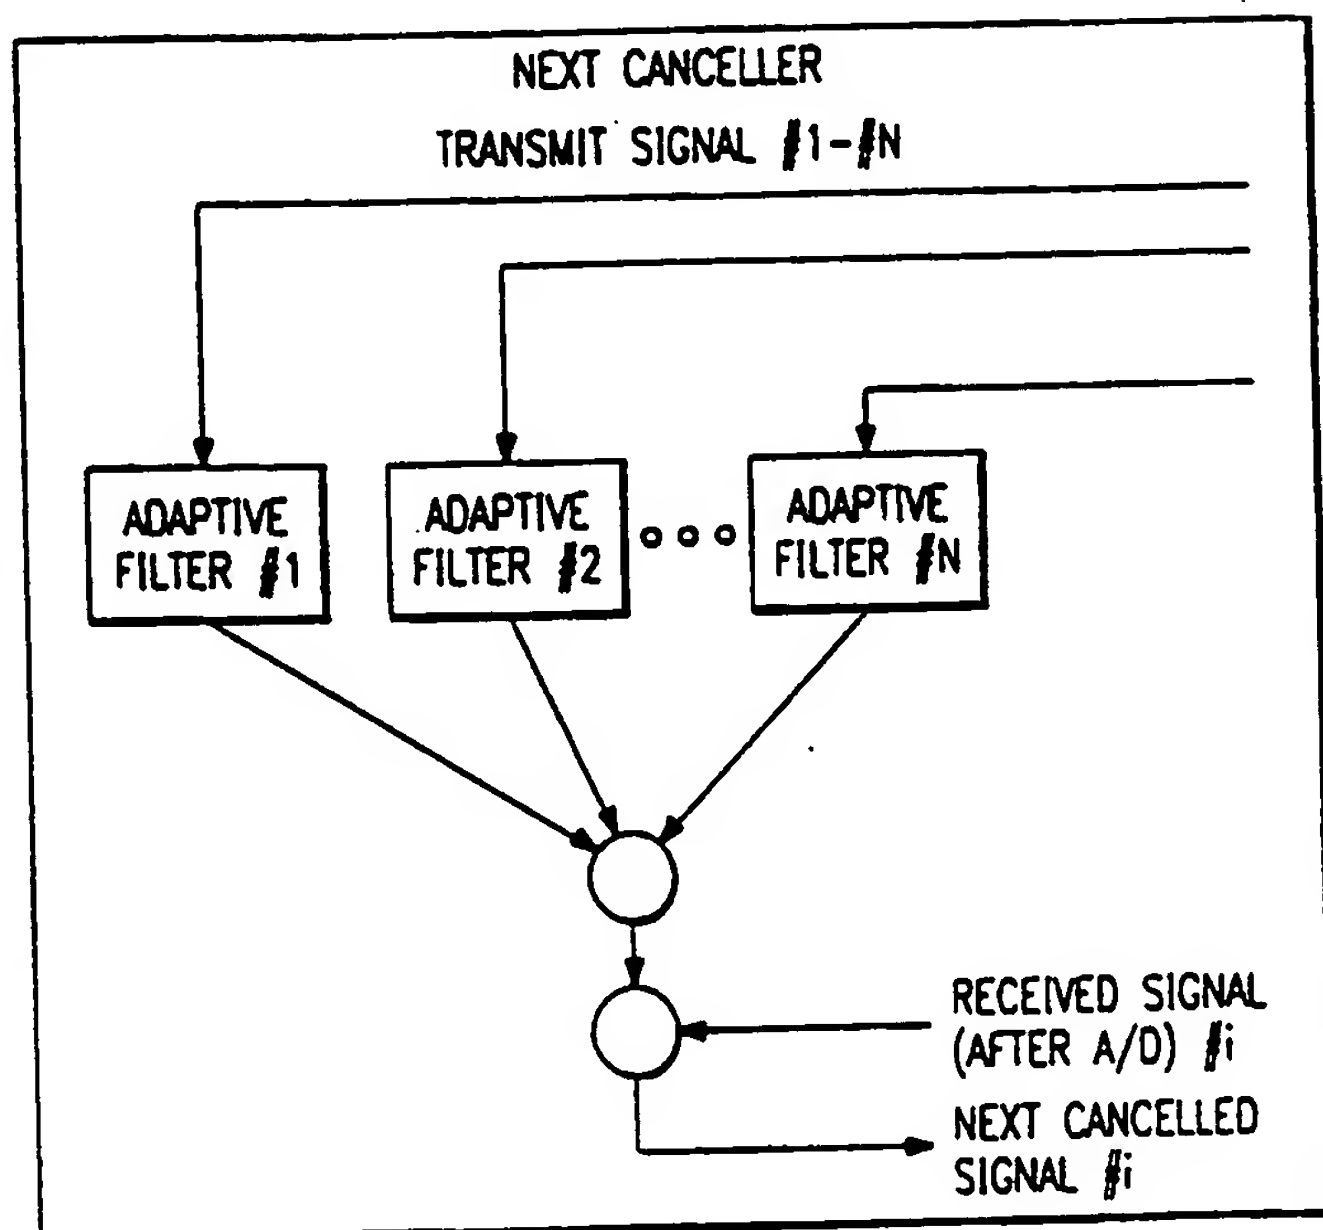 NEXT CANCELLER
TRANSMIT SIGNAL #1-#N
ADAPTIVE
FILTER #1
ADAPTIVE
FILTER #2
ADAPTIVE
FILTER #N
RECEIVED SIGNAL
(AFTER A/D) #i
NEXT CANCELLED
SIGNAL #i